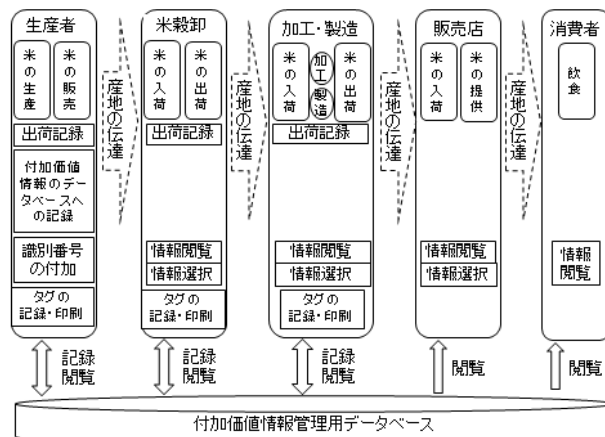 生産者
米の生産
米の販売
出荷記録
付加価値
情報のデー
タベースへ
の記録
識別番号
の付加
タグの
記録・印刷
産地の伝達
米穀卸
米の入荷
米の出荷
出荷記録
情報閲覧
情報選択
タグの
記録・印刷
産地の伝達
加工・製造
米の入荷
加工
製造
米の出荷
出荷記録
情報閲覧
情報選択
タグの
記録・印刷
産地の伝達
販売店
米の入荷
米の提供
情報閲覧
情報選択
産地の伝達
消費者
飲食
情報
閲覧
記録
閲覧
記録
閲覧
記録
閲覧
閲覧
閲覧
付加価値情報管理用データベース